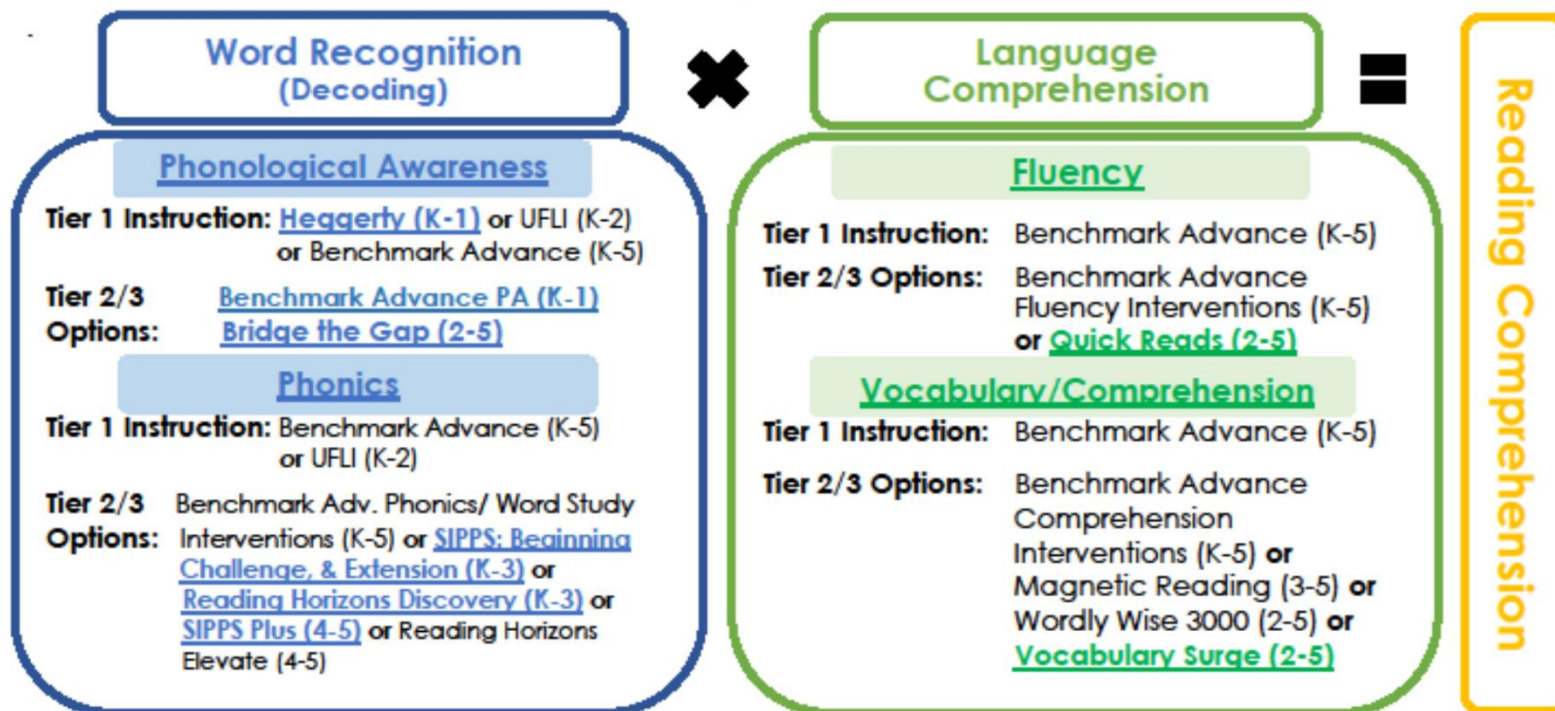 Word Recognition
(Decoding)
✖
Language
Comprehension
=
Phonological Awareness
Tier 1 Instruction: Heggerty (K-1) or UFLI (K-2)
or Benchmark Advance (K-5)
Tier 2/3 Benchmark Advance PA (K-1)
Options: Bridge the Gap (2-5)
Phonics
Tier 1 Instruction: Benchmark Advance (K-5)
or UFLI (K-2)
Tier 2/3 Benchmark Adv. Phonics/ Word Study
Options: Interventions (K-5) or SIPPS: Beginning
Challenge, & Extension (K-3) or
Reading Horizons Discovery (K-3) or
SIPPS Plus (4-5) or Reading Horizons
Elevate (4-5)
Fluency
Tier 1 Instruction: Benchmark Advance (K-5)
Tier 2/3 Options: Benchmark Advance
Fluency Interventions (K-5)
or Quick Reads (2-5)
Vocabulary/Comprehension
Tier 1 Instruction: Benchmark Advance (K-5)
Tier 2/3 Options: Benchmark Advance
Comprehension
Interventions (K-5) or
Magnetic Reading (3-5) or
Wordly Wise 3000 (2-5) or
Vocabulary Surge (2-5)
Reading Comprehension